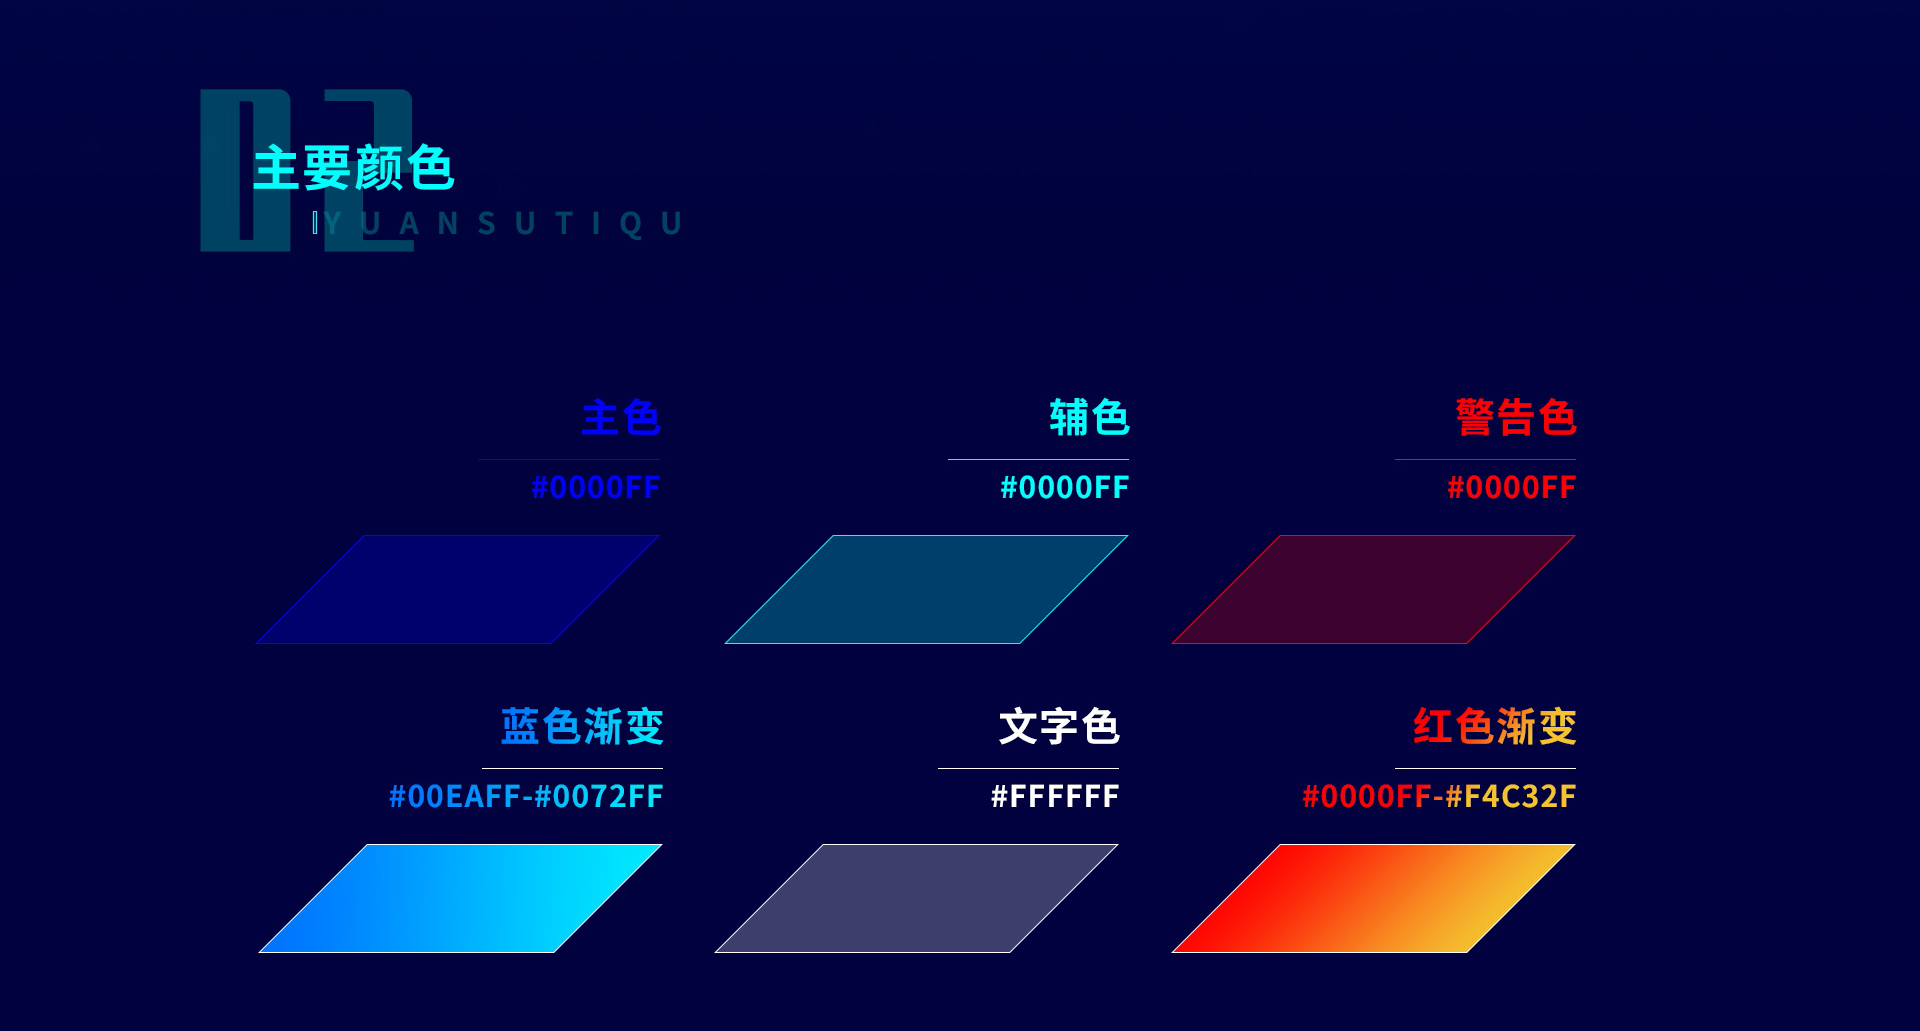 02
主要颜色
YUANSUTIQU
主色
#0000FF
辅色
#0000FF
警告色
#0000FF
蓝色渐变
#00EAFF-#0072FF
文字色
#FFFFFF
红色渐变
#0000FF-#F4C32F